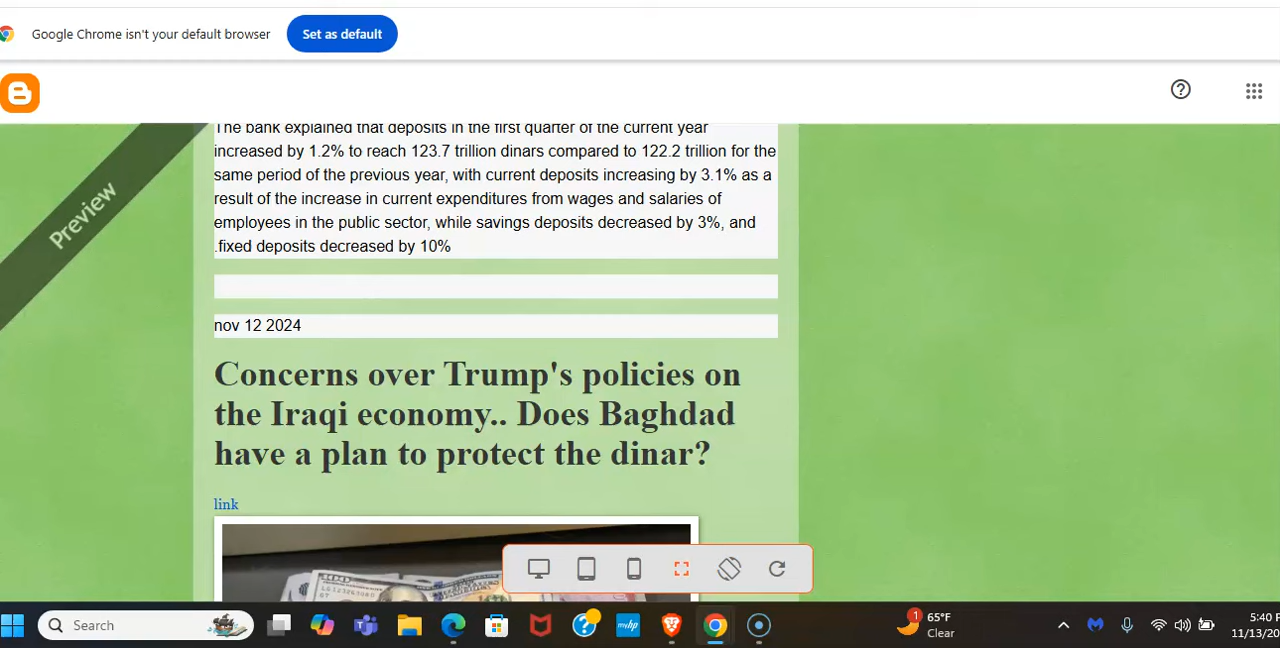 Google Chrome isn't your default browser
Set as default
Preview
The bank explained that deposits in the first quarter of the current year
increased by 1.2% to reach 123.7 trillion dinars compared to 122.2 trillion for the
same period of the previous year, with current deposits increasing by 3.1% as a
result of the increase in current expenditures from wages and salaries of
employees in the public sector, while savings deposits decreased by 3%, and
.fixed deposits decreased by 10%
nov 12 2024
Concerns over Trump's policies on
the Iraqi economy.. Does Baghdad
have a plan to protect the dinar?
link
Search
myhp
1
65°F
Clear
5:40 P
11/13/20